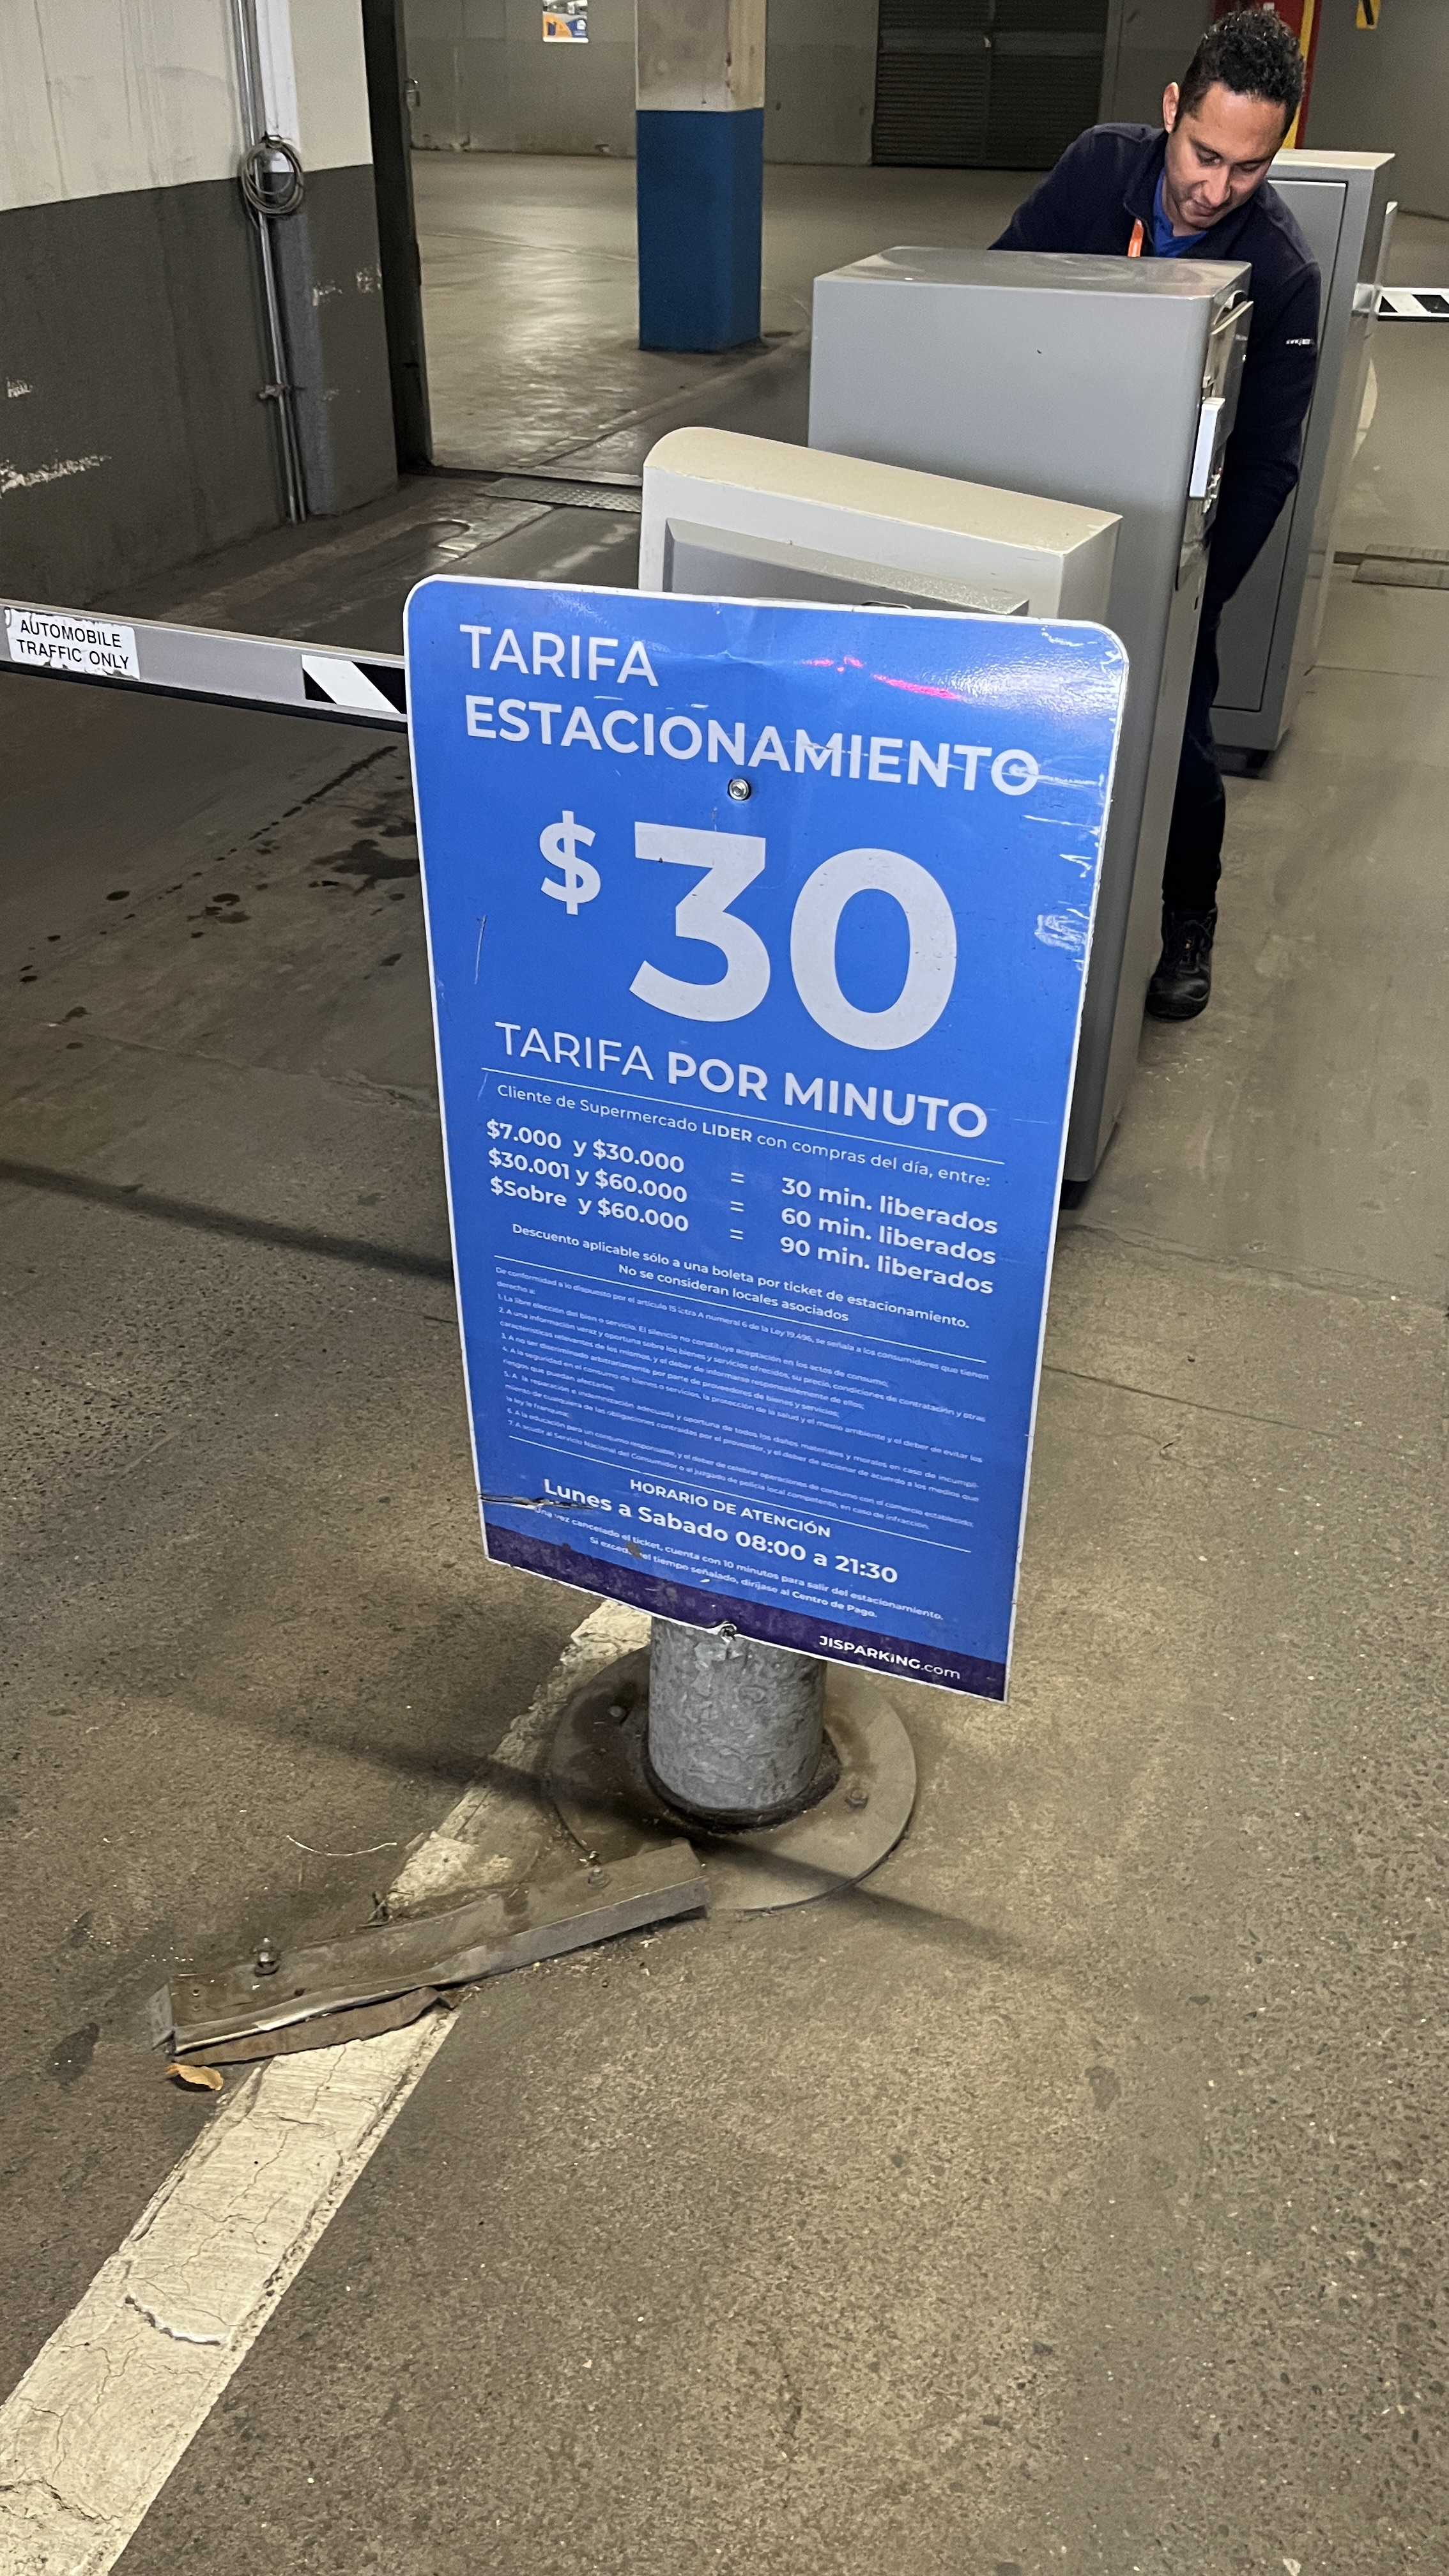 AUTOMOBILE
TRAFFIC ONLY
TARIFA
ESTACIONAMIENTO
$30
TARIFA POR MINUTO
Cliente de Supermercado LIDER con compras del día, entre:
$7.000 y $30.000 = 30 min. liberados
$30.001 y $60.000 = 60 min. liberados
$Sobre y $60.000 = 90 min. liberados
Descuento aplicable sólo a una boleta por ticket de estacionamiento.
No se consideran locales asociados
De conformidad a lo dispuesto por el artículo 15 letra A numeral 6 de la Ley 19.496, se señala a los consumidores que tienen
derecho a:
1. La libre elección del bien o servicio. El silencio no constituye aceptación en los actos de consumo;
2. A una información veraz y oportuna sobre los bienes y servicios ofrecidos, su precio, condiciones de contratación y otras
características relevantes de los mismos, y el deber de informarse responsablemente de ellos;
3. A no ser discriminado arbitrariamente por parte de proveedores de bienes y servicios;
4. A la seguridad en el consumo de bienes o servicios, la protección de la salud y el medio ambiente y el deber de evitar los
riesgos que puedan afectarles;
5. A la reparación e indemnización adecuada y oportuna de todos los daños materiales y morales en caso de incumpli-
miento de cualquiera de las obligaciones contraídas por el proveedor, y el deber de accionar de acuerdo a los medios que
la ley le franquea;
6. A la educación para un consumo responsable, y el deber de celebrar operaciones de consumo con el comercio establecido;
7. A acudir al Servicio Nacional del Consumidor o al juzgado de policía local competente, en caso de infracción.
HORARIO DE ATENCIÓN
Lunes a Sabado 08:00 a 21:30
Una vez cancelado el ticket, cuenta con 10 minutos para salir del estacionamiento.
Si excede el tiempo señalado, diríjase al Centro de Pago.
JISPARKING.com